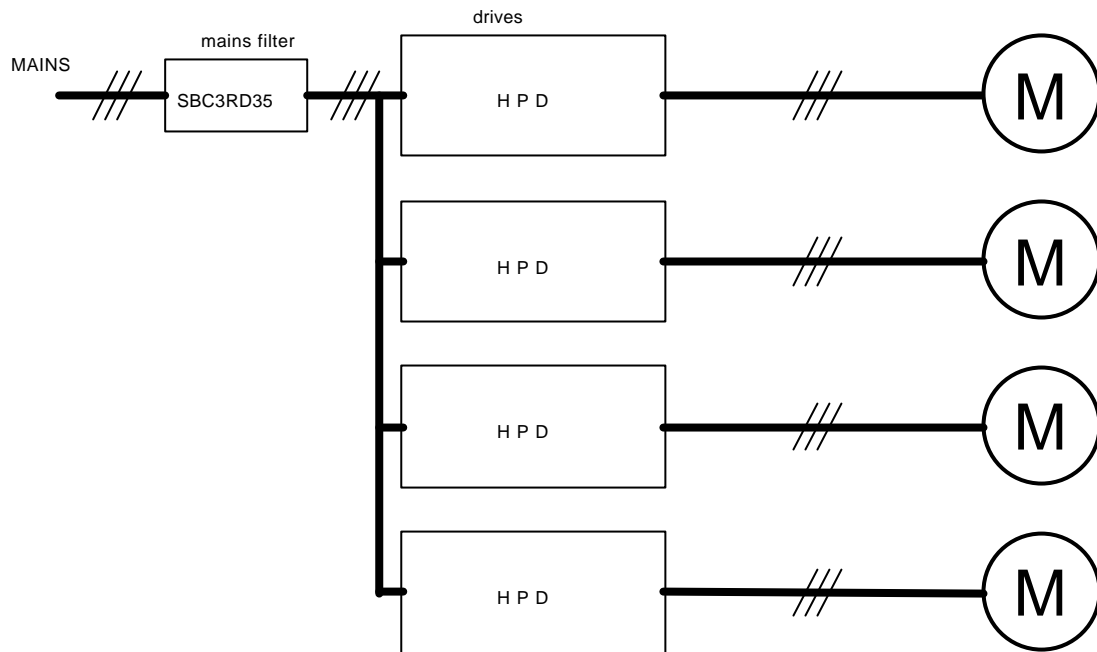 drives
mains filter
MAINS
SBC3RD35
H P D
M
H P D
M
H P D
M
H P D
M